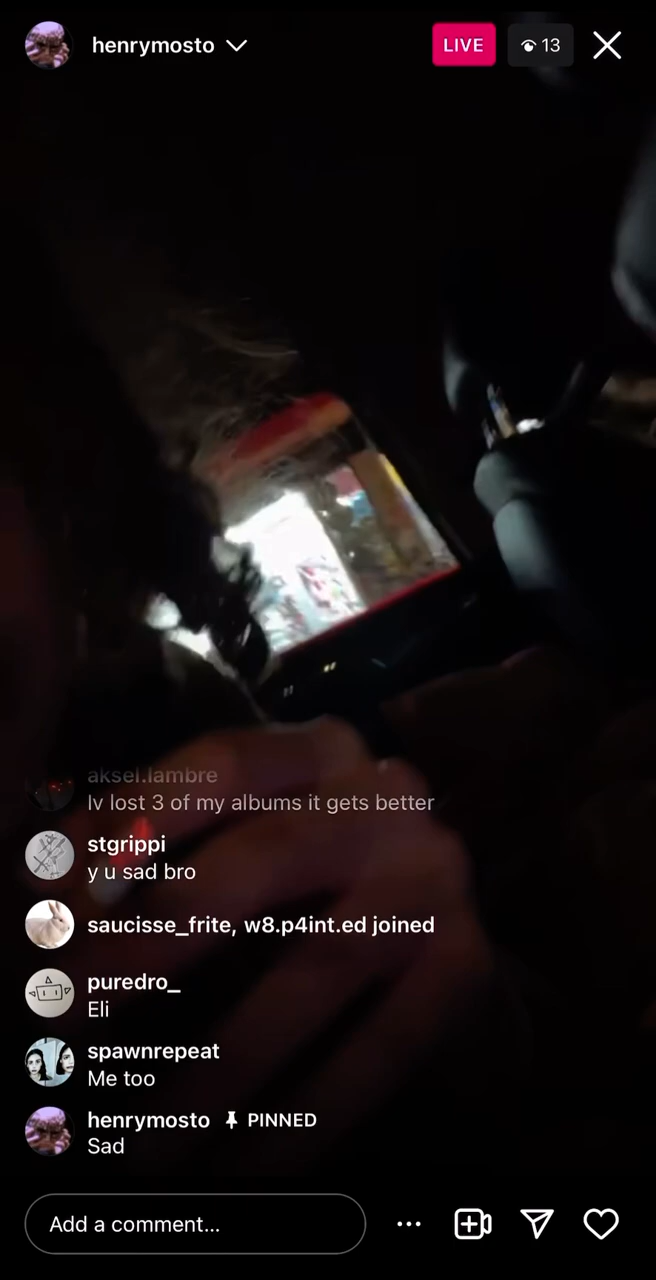 henrymosto
LIVE
13
aksel.lambre
Iv lost 3 of my albums it gets better
stgrippi
y u sad bro
saucisse_frite, w8.p4int.ed joined
puredro_
Eli
spawnrepeat
Me too
henrymosto PINNED
Sad
Add a comment...